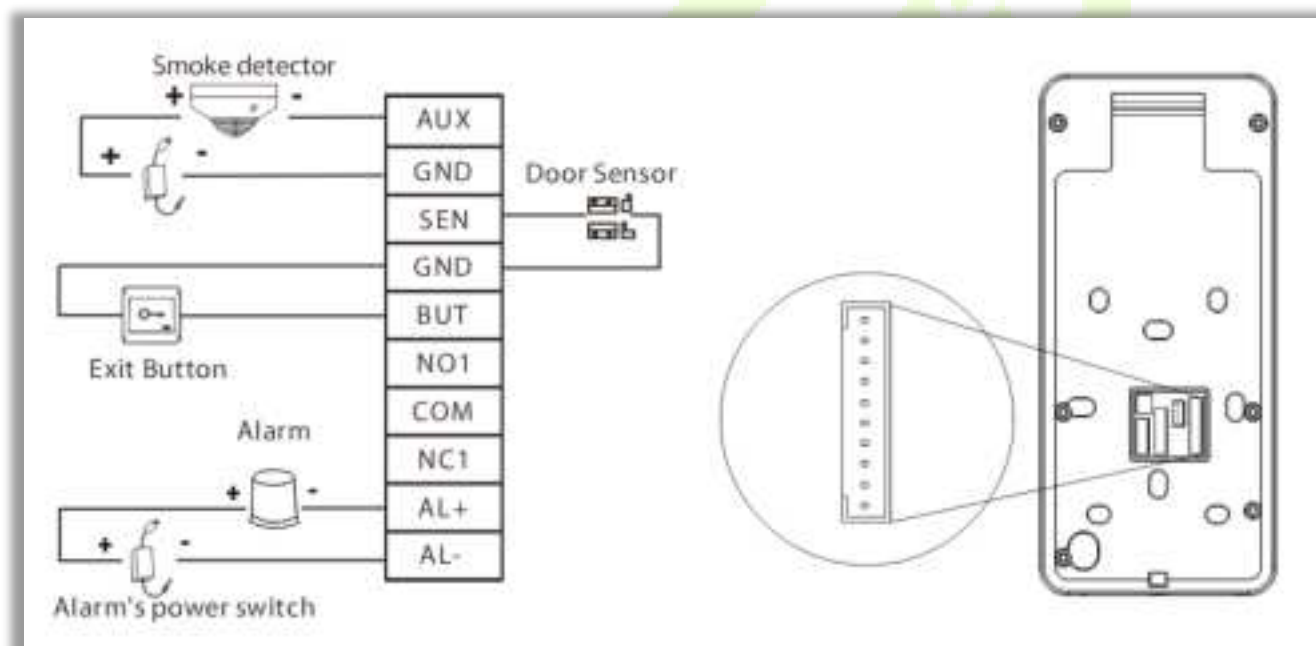 Smoke detector
+ -
AUX
+ -
GND
Door Sensor
SEN
GND
BUT
Exit Button
NO1
COM
Alarm
NC1
+ -
AL+
+ -
AL-
Alarm's power switch